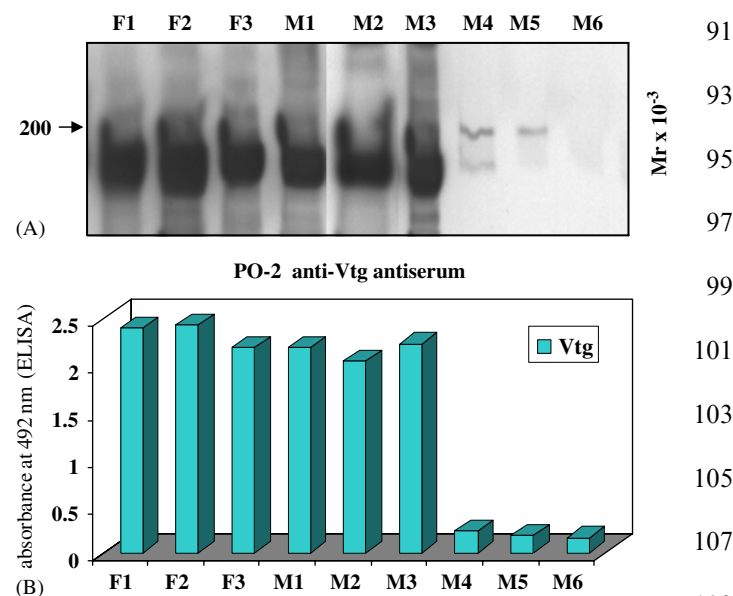 F1 F2 F3 M1 M2 M3 M4 M5 M6
200
Mr x 10-3
(A)
91
93
95
97
99
101
103
105
107
PO-2 anti-Vtg antiserum
absorbance at 492 nm (ELISA)
2.5
2
1.5
1
0.5
0
Vtg
F1 F2 F3 M1 M2 M3 M4 M5 M6
(B)